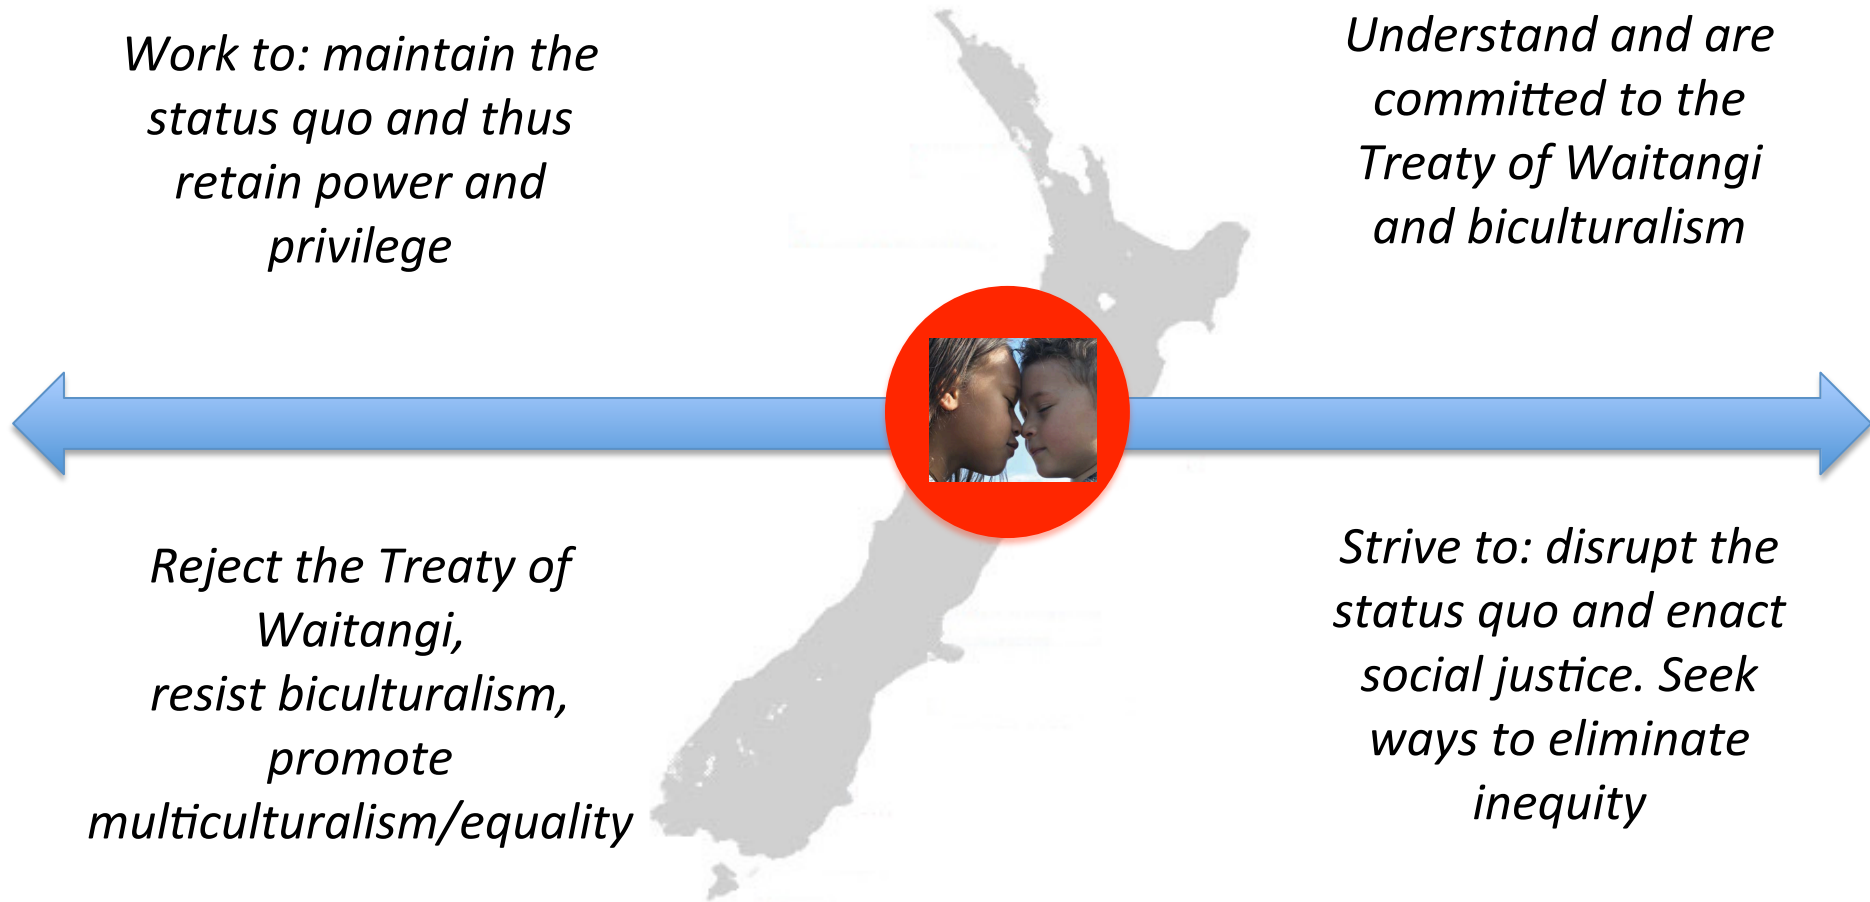 Work to: maintain the
status quo and thus
retain power and
privilege
Understand and are
committed to the
Treaty of Waitangi
and biculturalism
Reject the Treaty of
Waitangi,
resist biculturalism,
promote
multiculturalism/equality
Strive to: disrupt the
status quo and enact
social justice. Seek
ways to eliminate
inequity